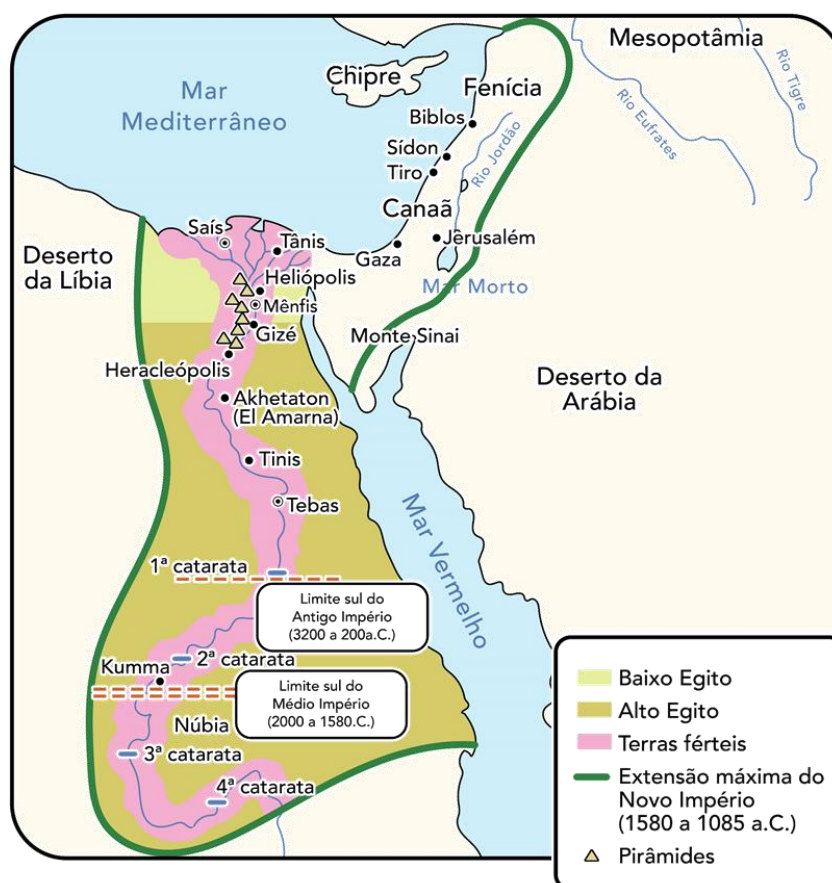 Mesopotâmia
Chipre
Mar
Mediterrâneo
Fenícia
Rio Tigre
Rio Eufrates
Biblos
Sídon
Tiro
Rio Jordão
Canaã
Saís
Tânis
Jêrusalém
Gaza
Deserto
da Líbia
Heliópolis
Mar Morto
Mênfis
Gizé
Monte Sinai
Heracleópolis
Deserto da
Arábia
Akhetaton
(El Amarna)
Tinis
Tebas
Mar Vermelho
1ª catarata
Limite sul do
Antigo Império
(3200 a 200a.C.)
2ª catarata
Kumma
Limite sul do
Médio Império
(2000 a 1580.C.)
Núbia
3ª catarata
4ª catarata
Baixo Egito
Alto Egito
Terras férteis
Extensão máxima do
Novo Império
(1580 a 1085 a.C.)
Pirâmides